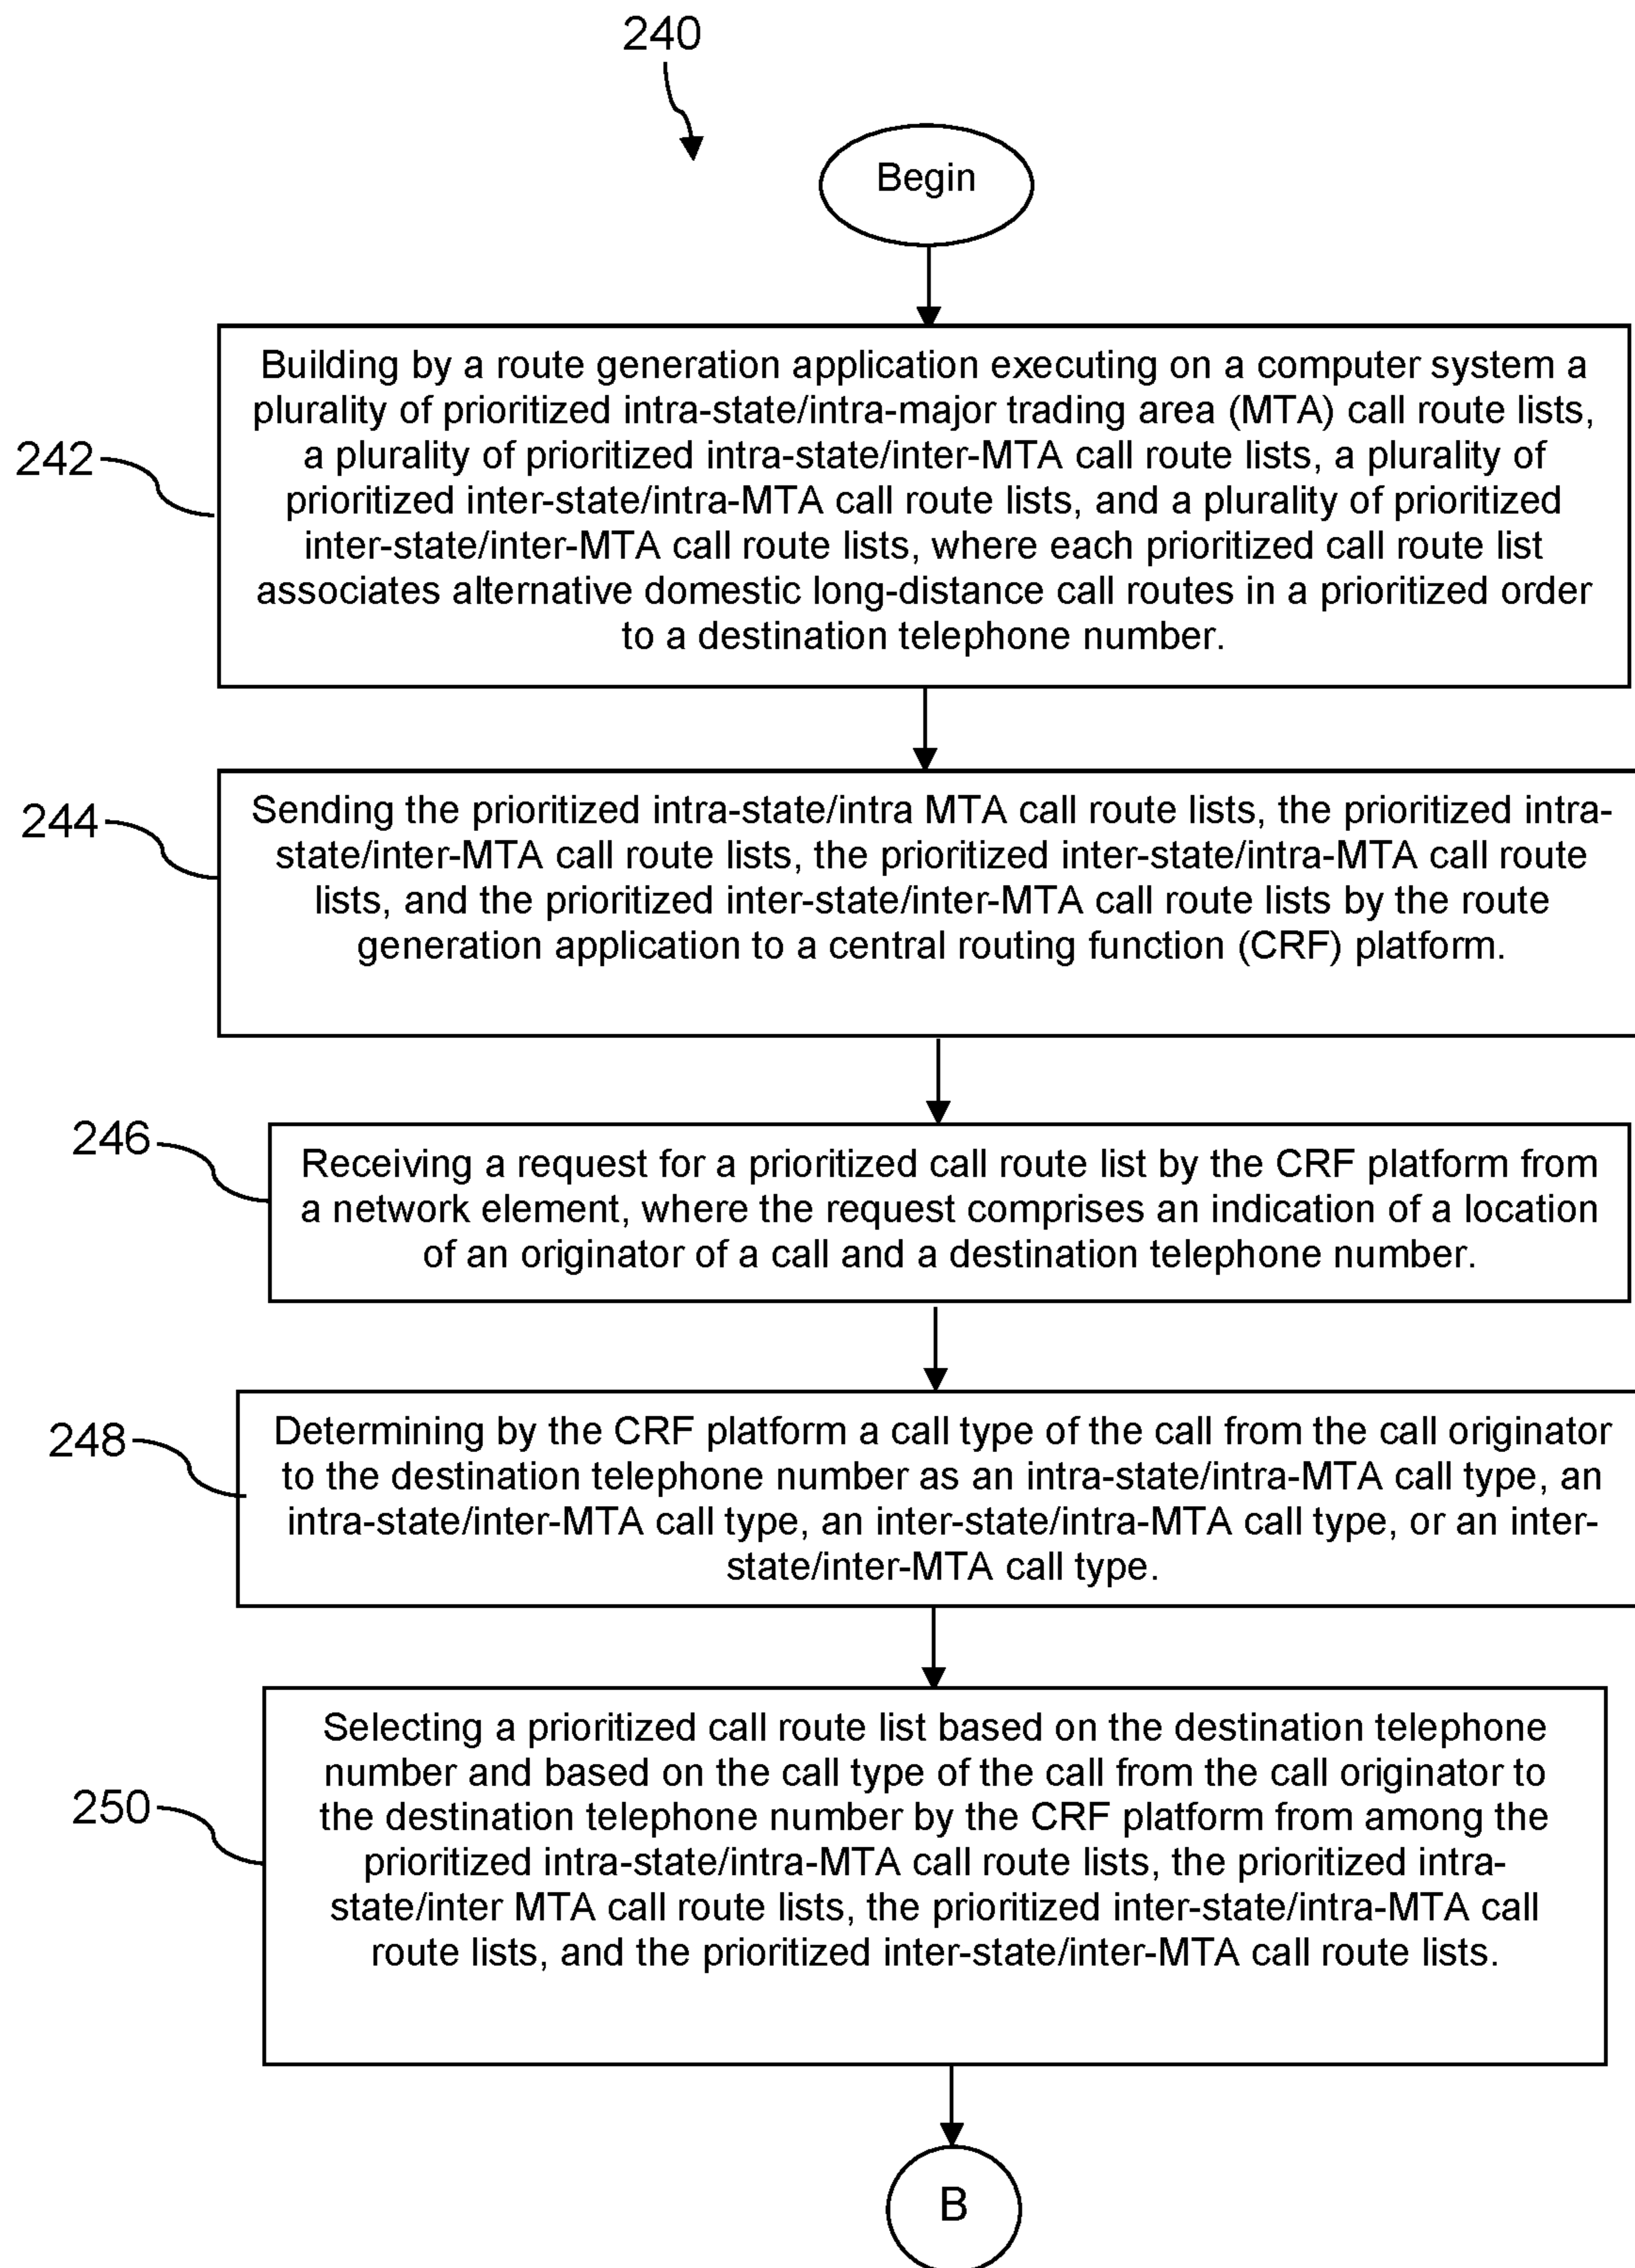 240
Begin
242
Building by a route generation application executing on a computer system a
plurality of prioritized intra-state/intra-major trading area (MTA) call route lists,
a plurality of prioritized intra-state/inter-MTA call route lists, a plurality of
prioritized inter-state/intra-MTA call route lists, and a plurality of prioritized
inter-state/inter-MTA call route lists, where each prioritized call route list
associates alternative domestic long-distance call routes in a prioritized order
to a destination telephone number.
244
Sending the prioritized intra-state/intra MTA call route lists, the prioritized intra-
state/inter-MTA call route lists, the prioritized inter-state/intra-MTA call route
lists, and the prioritized inter-state/inter-MTA call route lists by the route
generation application to a central routing function (CRF) platform.
246
Receiving a request for a prioritized call route list by the CRF platform from
a network element, where the request comprises an indication of a location
of an originator of a call and a destination telephone number.
248
Determining by the CRF platform a call type of the call from the call originator
to the destination telephone number as an intra-state/intra-MTA call type, an
intra-state/inter-MTA call type, an inter-state/intra-MTA call type, or an inter-
state/inter-MTA call type.
250
Selecting a prioritized call route list based on the destination telephone
number and based on the call type of the call from the call originator to
the destination telephone number by the CRF platform from among the
prioritized intra-state/intra-MTA call route lists, the prioritized intra-
state/inter MTA call route lists, the prioritized inter-state/intra-MTA call
route lists, and the prioritized inter-state/inter-MTA call route lists.
B